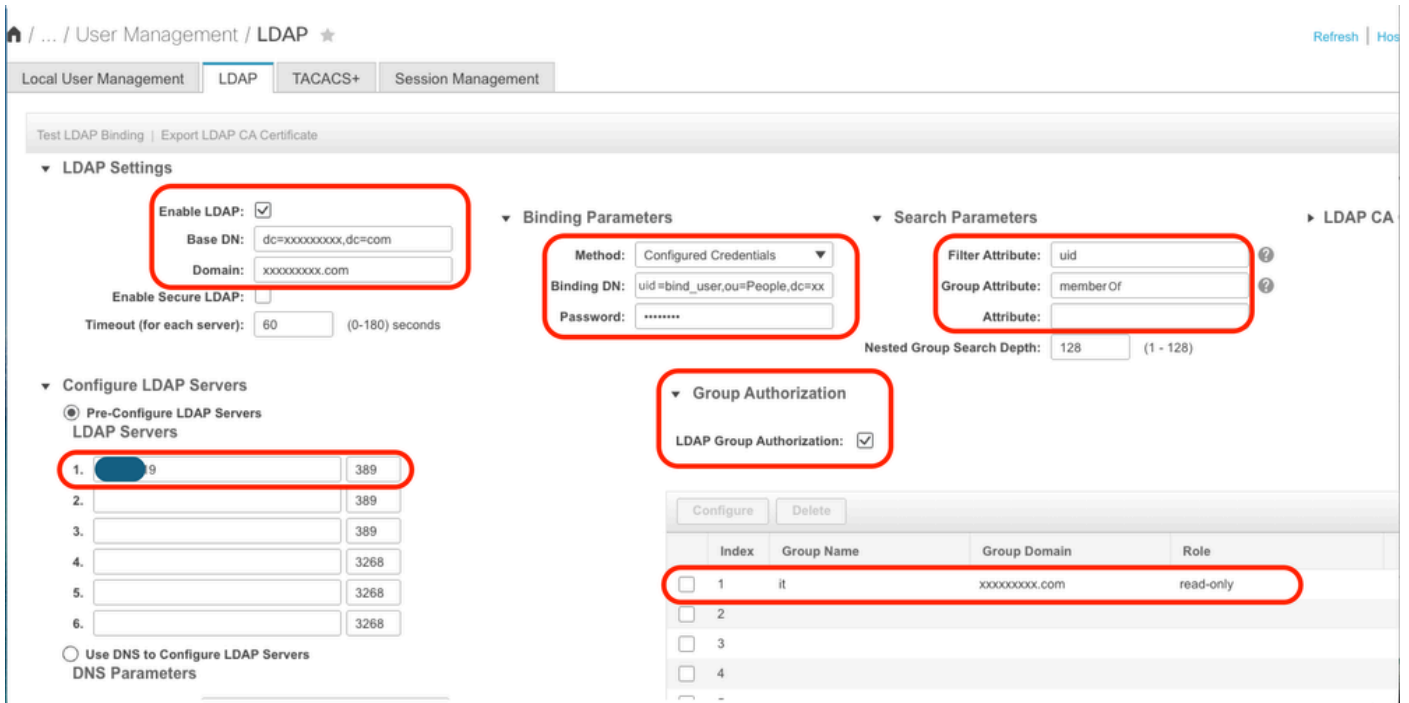 / ... / User Management / LDAP
Refresh | Hos
Local User Management LDAP TACACS+ Session Management
Test LDAP Binding | Export LDAP CA Certificate
LDAP Settings
Enable LDAP:
Base DN: dc=xxxxxxxxx,dc=com
Domain: xxxxxxxxx.com
Enable Secure LDAP:
Timeout (for each server): 60 (0-180) seconds
Binding Parameters
Method: Configured Credentials
Binding DN: uid=bind_user,ou=People,dc=xx
Password: ••••••••
Search Parameters
Filter Attribute: uid
Group Attribute: memberOf
Attribute:
Nested Group Search Depth: 128 (1 - 128)
LDAP CA
Configure LDAP Servers
Pre-Configure LDAP Servers
LDAP Servers
1. 19 389
2. 389
3. 389
4. 3268
5. 3268
6. 3268
Use DNS to Configure LDAP Servers
DNS Parameters
Group Authorization
LDAP Group Authorization:
Configure Delete
Index Group Name Group Domain Role
1 it xxxxxxxxx.com read-only
2
3
4